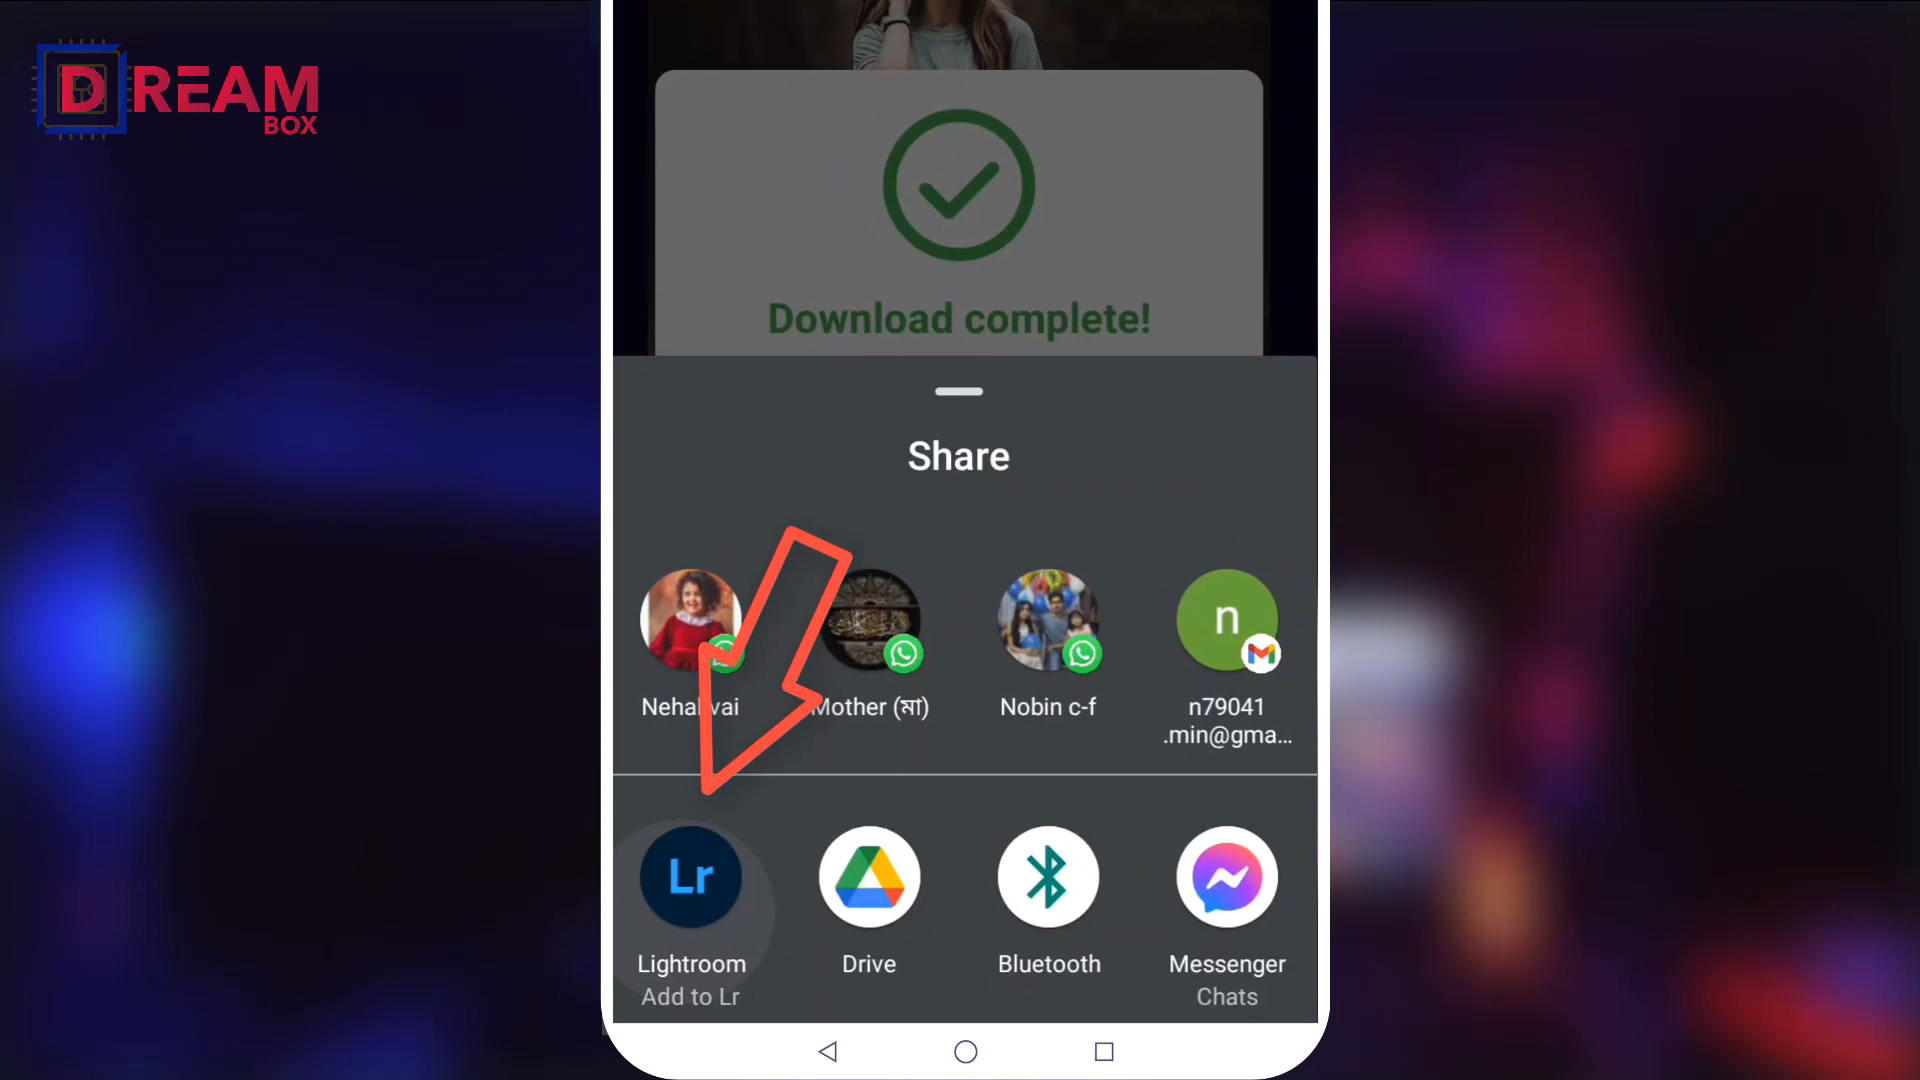 DREAM
BOX
Download complete!
Share
Nehal vai
Mother (মা)
Nobin c-f
n
n79041
.min@gma...
Lr
Lightroom
Add to Lr
Drive
Bluetooth
Messenger
Chats